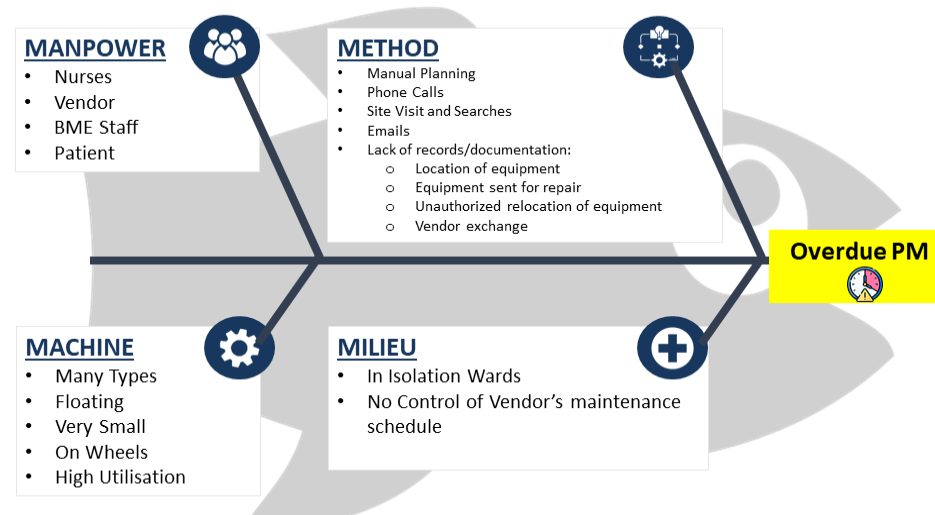 MANPOWER
• Nurses
• Vendor
• BME Staff
• Patient
METHOD
• Manual Planning
• Phone Calls
• Site Visit and Searches
• Emails
• Lack of records/documentation:
o Location of equipment
o Equipment sent for repair
o Unauthorized relocation of equipment
o Vendor exchange
Overdue PM
MACHINE
• Many Types
• Floating
• Very Small
• On Wheels
• High Utilisation
MILIEU
• In Isolation Wards
• No Control of Vendor’s maintenance
schedule